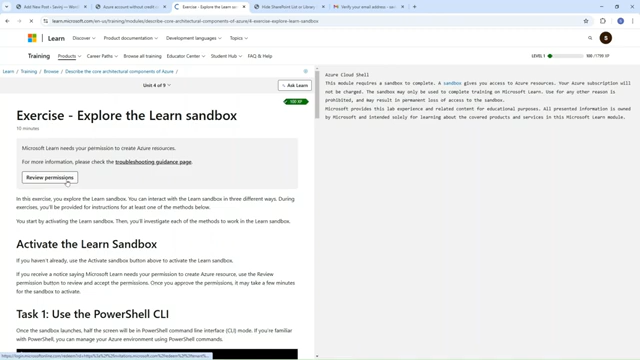 Add New Post — Savinj — Word
Azure account without credit
Exercise - Explore the Learn san
Hide SharePoint List or Library
Verify your email address - sa
learn.microsoft.com/en-us/training/modules/describe-core-architectural-components-of-azure/4-exercise-explore-learn-sandbox
Learn
Discover
Product documentation
Development languages
Topics
S
Training
Products
Career Paths
Browse all training
Educator Center
Student Hub
FAQ & Help
LEVEL 1
Learn / Training / Browse / Describe the core architectural components of Azure /
Unit 4 of 9
Ask Learn
100 XP
Exercise - Explore the Learn sandbox
10 minutes
Microsoft Learn needs your permission to create Azure resources.
For more information, please check the troubleshooting guidance page.
Review permissions
In this exercise, you explore the Learn sandbox. You can interact with the Learn sandbox in three different ways. During
exercises, you'll be provided for instructions for at least one of the methods below.
You start by activating the Learn sandbox. Then, you'll investigate each of the methods to work in the Learn sandbox.
Activate the Learn Sandbox
If you haven't already, use the Activate sandbox button above to activate the Learn sandbox.
If you receive a notice saying Microsoft Learn needs your permission to create Azure resource, use the Review
permission button to review and accept the permissions. Once you approve the permissions, it may take a few minutes
for the sandbox to activate.
Task 1: Use the PowerShell CLI
Once the sandbox launches, half the screen will be in PowerShell command line interface (CLI) mode. If you're familiar
with PowerShell, you can manage your Azure environment using PowerShell commands.
Azure Cloud Shell
This module requires a sandbox to complete. A sandbox gives you access to Azure resources. Your Azure subscription will
not be charged. The sandbox may only be used to complete training on Microsoft Learn. Use for any other reason is
prohibited, and may result in permanent loss of access to the sandbox.
Microsoft provides this lab experience and related content for educational purposes. All presented information is owned
by Microsoft and intended solely for learning about the covered products and services in this Microsoft Learn module.